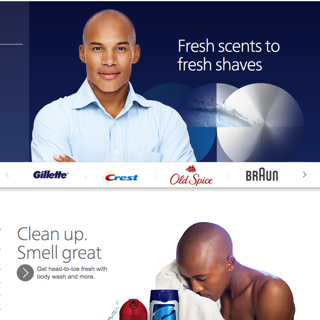 Fresh scents to
fresh shaves
Gillette
Crest
Old Spice
BRAUN
Clean up.
Smell great
Get head-to-toe fresh with
body wash and more.